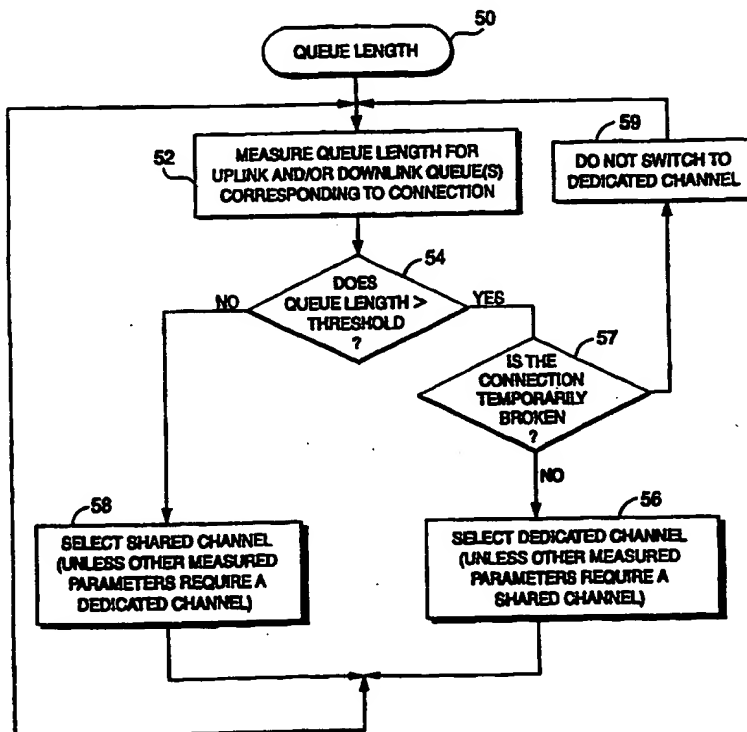 50
QUEUE LENGTH
59
52
MEASURE QUEUE LENGTH FOR
UPLINK AND/OR DOWNLINK QUEUE(S)
CORRESPONDING TO CONNECTION
DO NOT SWITCH TO
DEDICATED CHANNEL
54
DOES
QUEUE LENGTH >
THRESHOLD
?
NO
YES
57
IS THE
CONNECTION
TEMPORARILY
BROKEN
?
NO
58
SELECT SHARED CHANNEL
(UNLESS OTHER MEASURED
PARAMETERS REQUIRE A
DEDICATED CHANNEL)
56
SELECT DEDICATED CHANNEL
(UNLESS OTHER MEASURED
PARAMETERS REQUIRE A
SHARED CHANNEL)